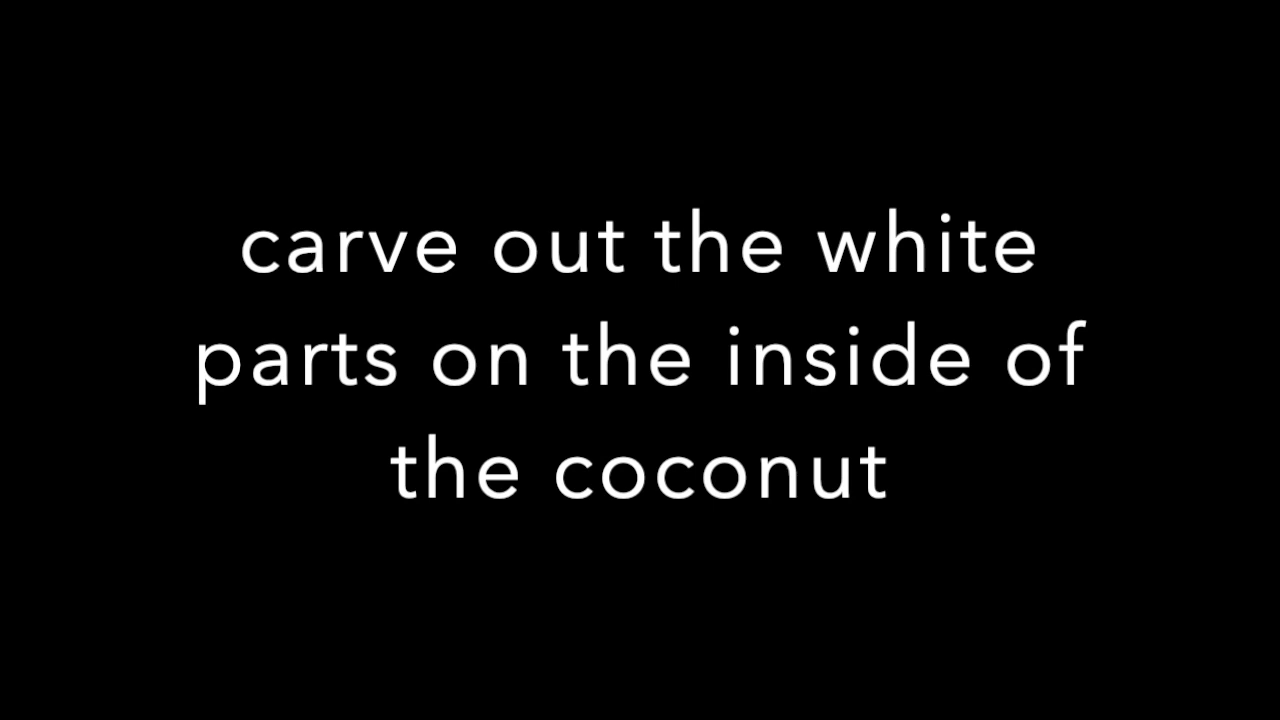 carve out the white
parts on the inside of
the coconut